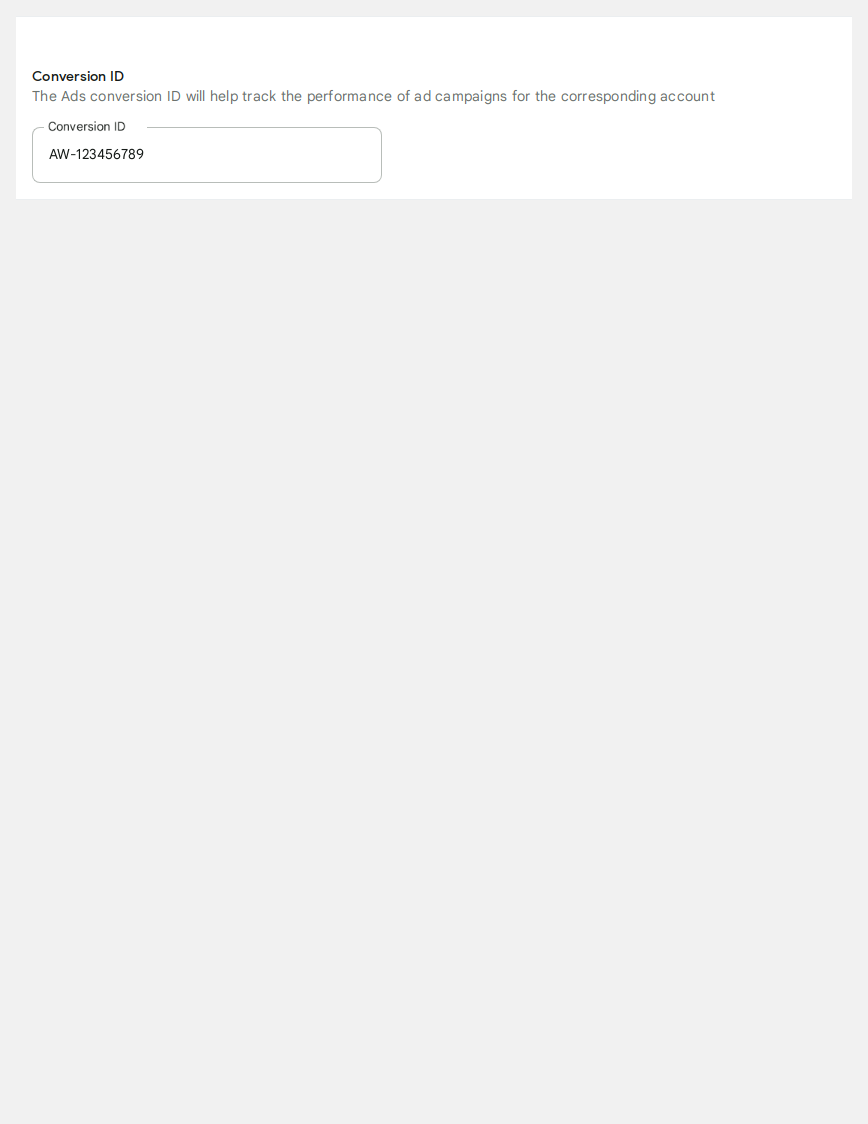 Conversion ID
The Ads conversion ID will help track the performance of ad campaigns for the corresponding account
Conversion ID
AW-123456789